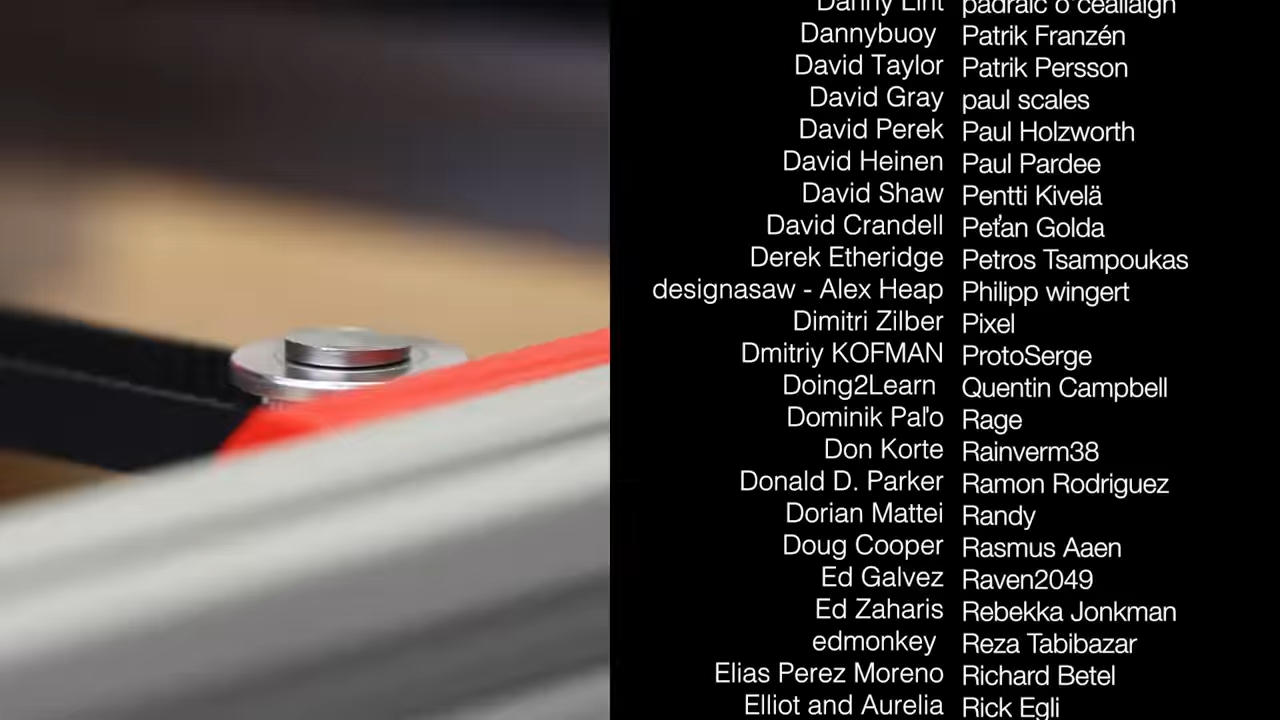 Danny Lint
Dannybuoy
David Taylor
David Gray
David Perek
David Heinen
David Shaw
David Crandell
Derek Etheridge
designasaw - Alex Heap
Dimitri Zilber
Dmitriy KOFMAN
Doing2Learn
Dominik Paľo
Don Korte
Donald D. Parker
Dorian Mattei
Doug Cooper
Ed Galvez
Ed Zaharis
edmonkey
Elias Perez Moreno
Elliot and Aurelia
padraic o'ceallaigh
Patrik Franzén
Patrik Persson
paul scales
Paul Holzworth
Paul Pardee
Pentti Kivelä
Peťan Golda
Petros Tsampoukas
Philipp wingert
Pixel
ProtoSerge
Quentin Campbell
Rage
Rainverm38
Ramon Rodriguez
Randy
Rasmus Aaen
Raven2049
Rebekka Jonkman
Reza Tabibazar
Richard Betel
Rick Egli